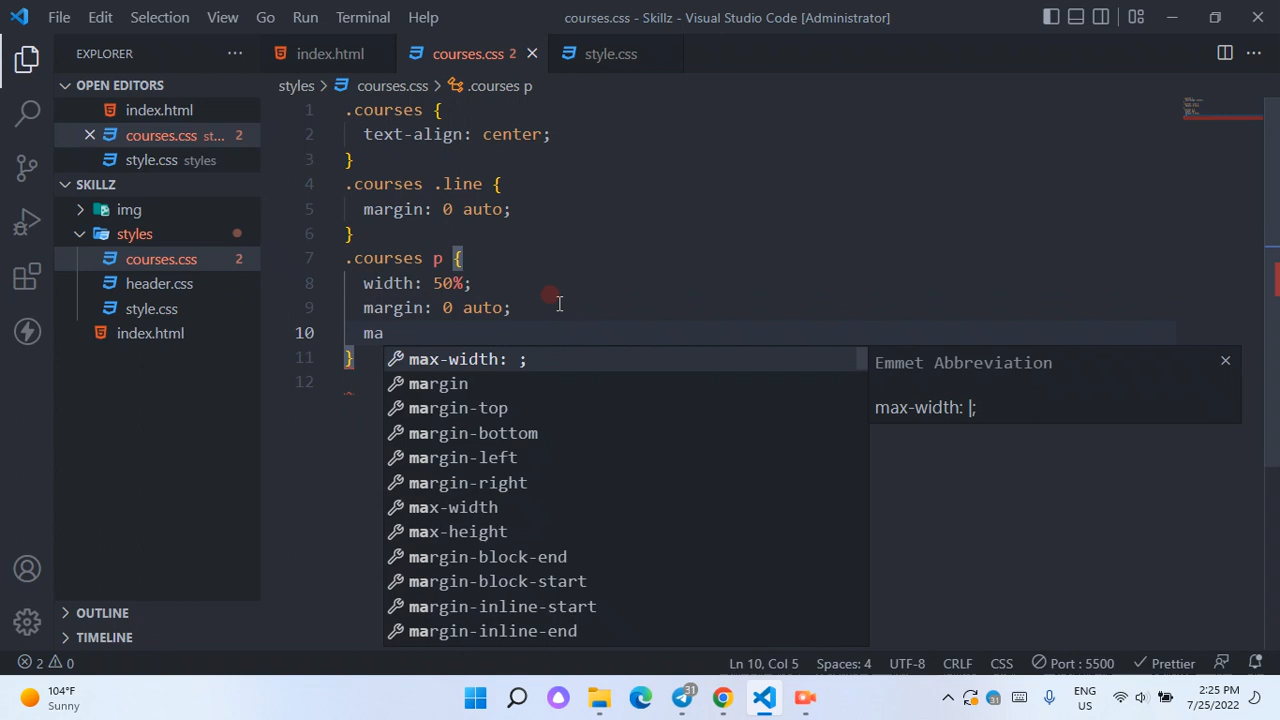 File Edit Selection View Go Run Terminal Help
courses.css - Skillz - Visual Studio Code [Administrator]
EXPLORER
index.html
courses.css 2
style.css
OPEN EDITORS
index.html
courses.css st... 2
style.css styles
SKILLZ
img
styles
courses.css 2
header.css
style.css
index.html
OUTLINE
TIMELINE
styles > courses.css > .courses p
1 .courses {
2 text-align: center;
3 }
4 .courses .line {
5 margin: 0 auto;
6 }
7 .courses p {
8 width: 50%;
9 margin: 0 auto;
10 ma
11 }
12
max-width: ;
margin
margin-top
margin-bottom
margin-left
margin-right
max-width
max-height
margin-block-end
margin-block-start
margin-inline-start
margin-inline-end
Emmet Abbreviation
max-width: |;
2 0
Ln 10, Col 5 Spaces: 4 UTF-8 CRLF CSS Port : 5500 Prettier
104°F
Sunny
31
31
ENG
US
2:25 PM
7/25/2022